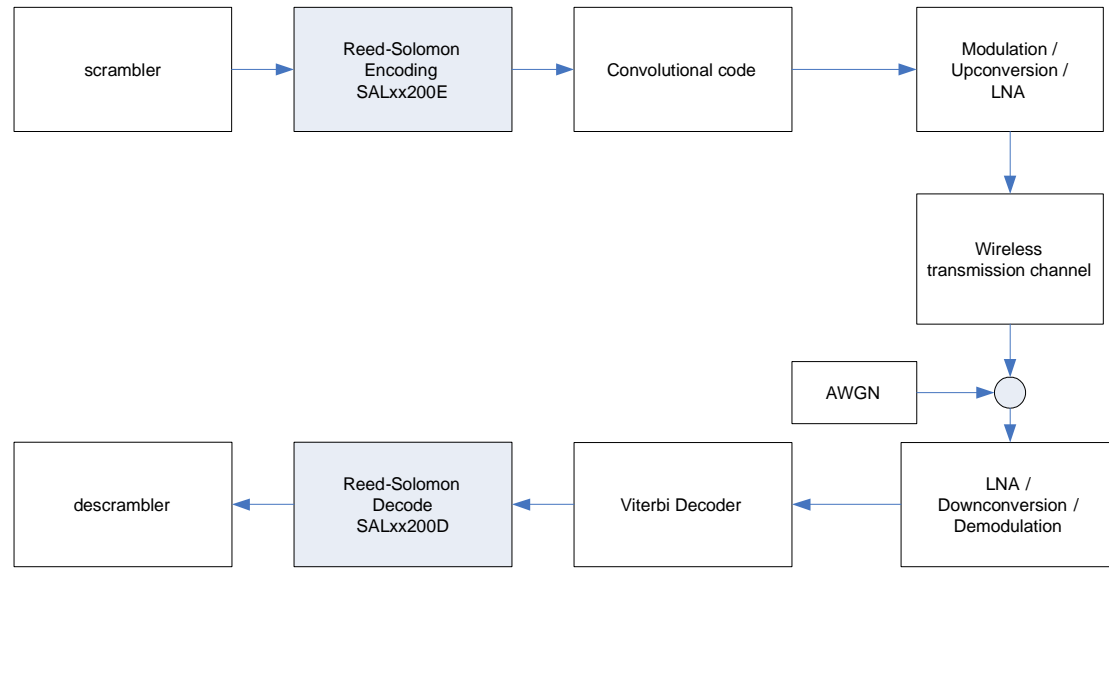 scrambler
Reed-Solomon
Encoding
SALxx200E
Convolutional code
Modulation /
Upconversion /
LNA
Wireless
transmission channel
AWGN
descrambler
Reed-Solomon
Decode
SALxx200D
Viterbi Decoder
LNA /
Downconversion /
Demodulation